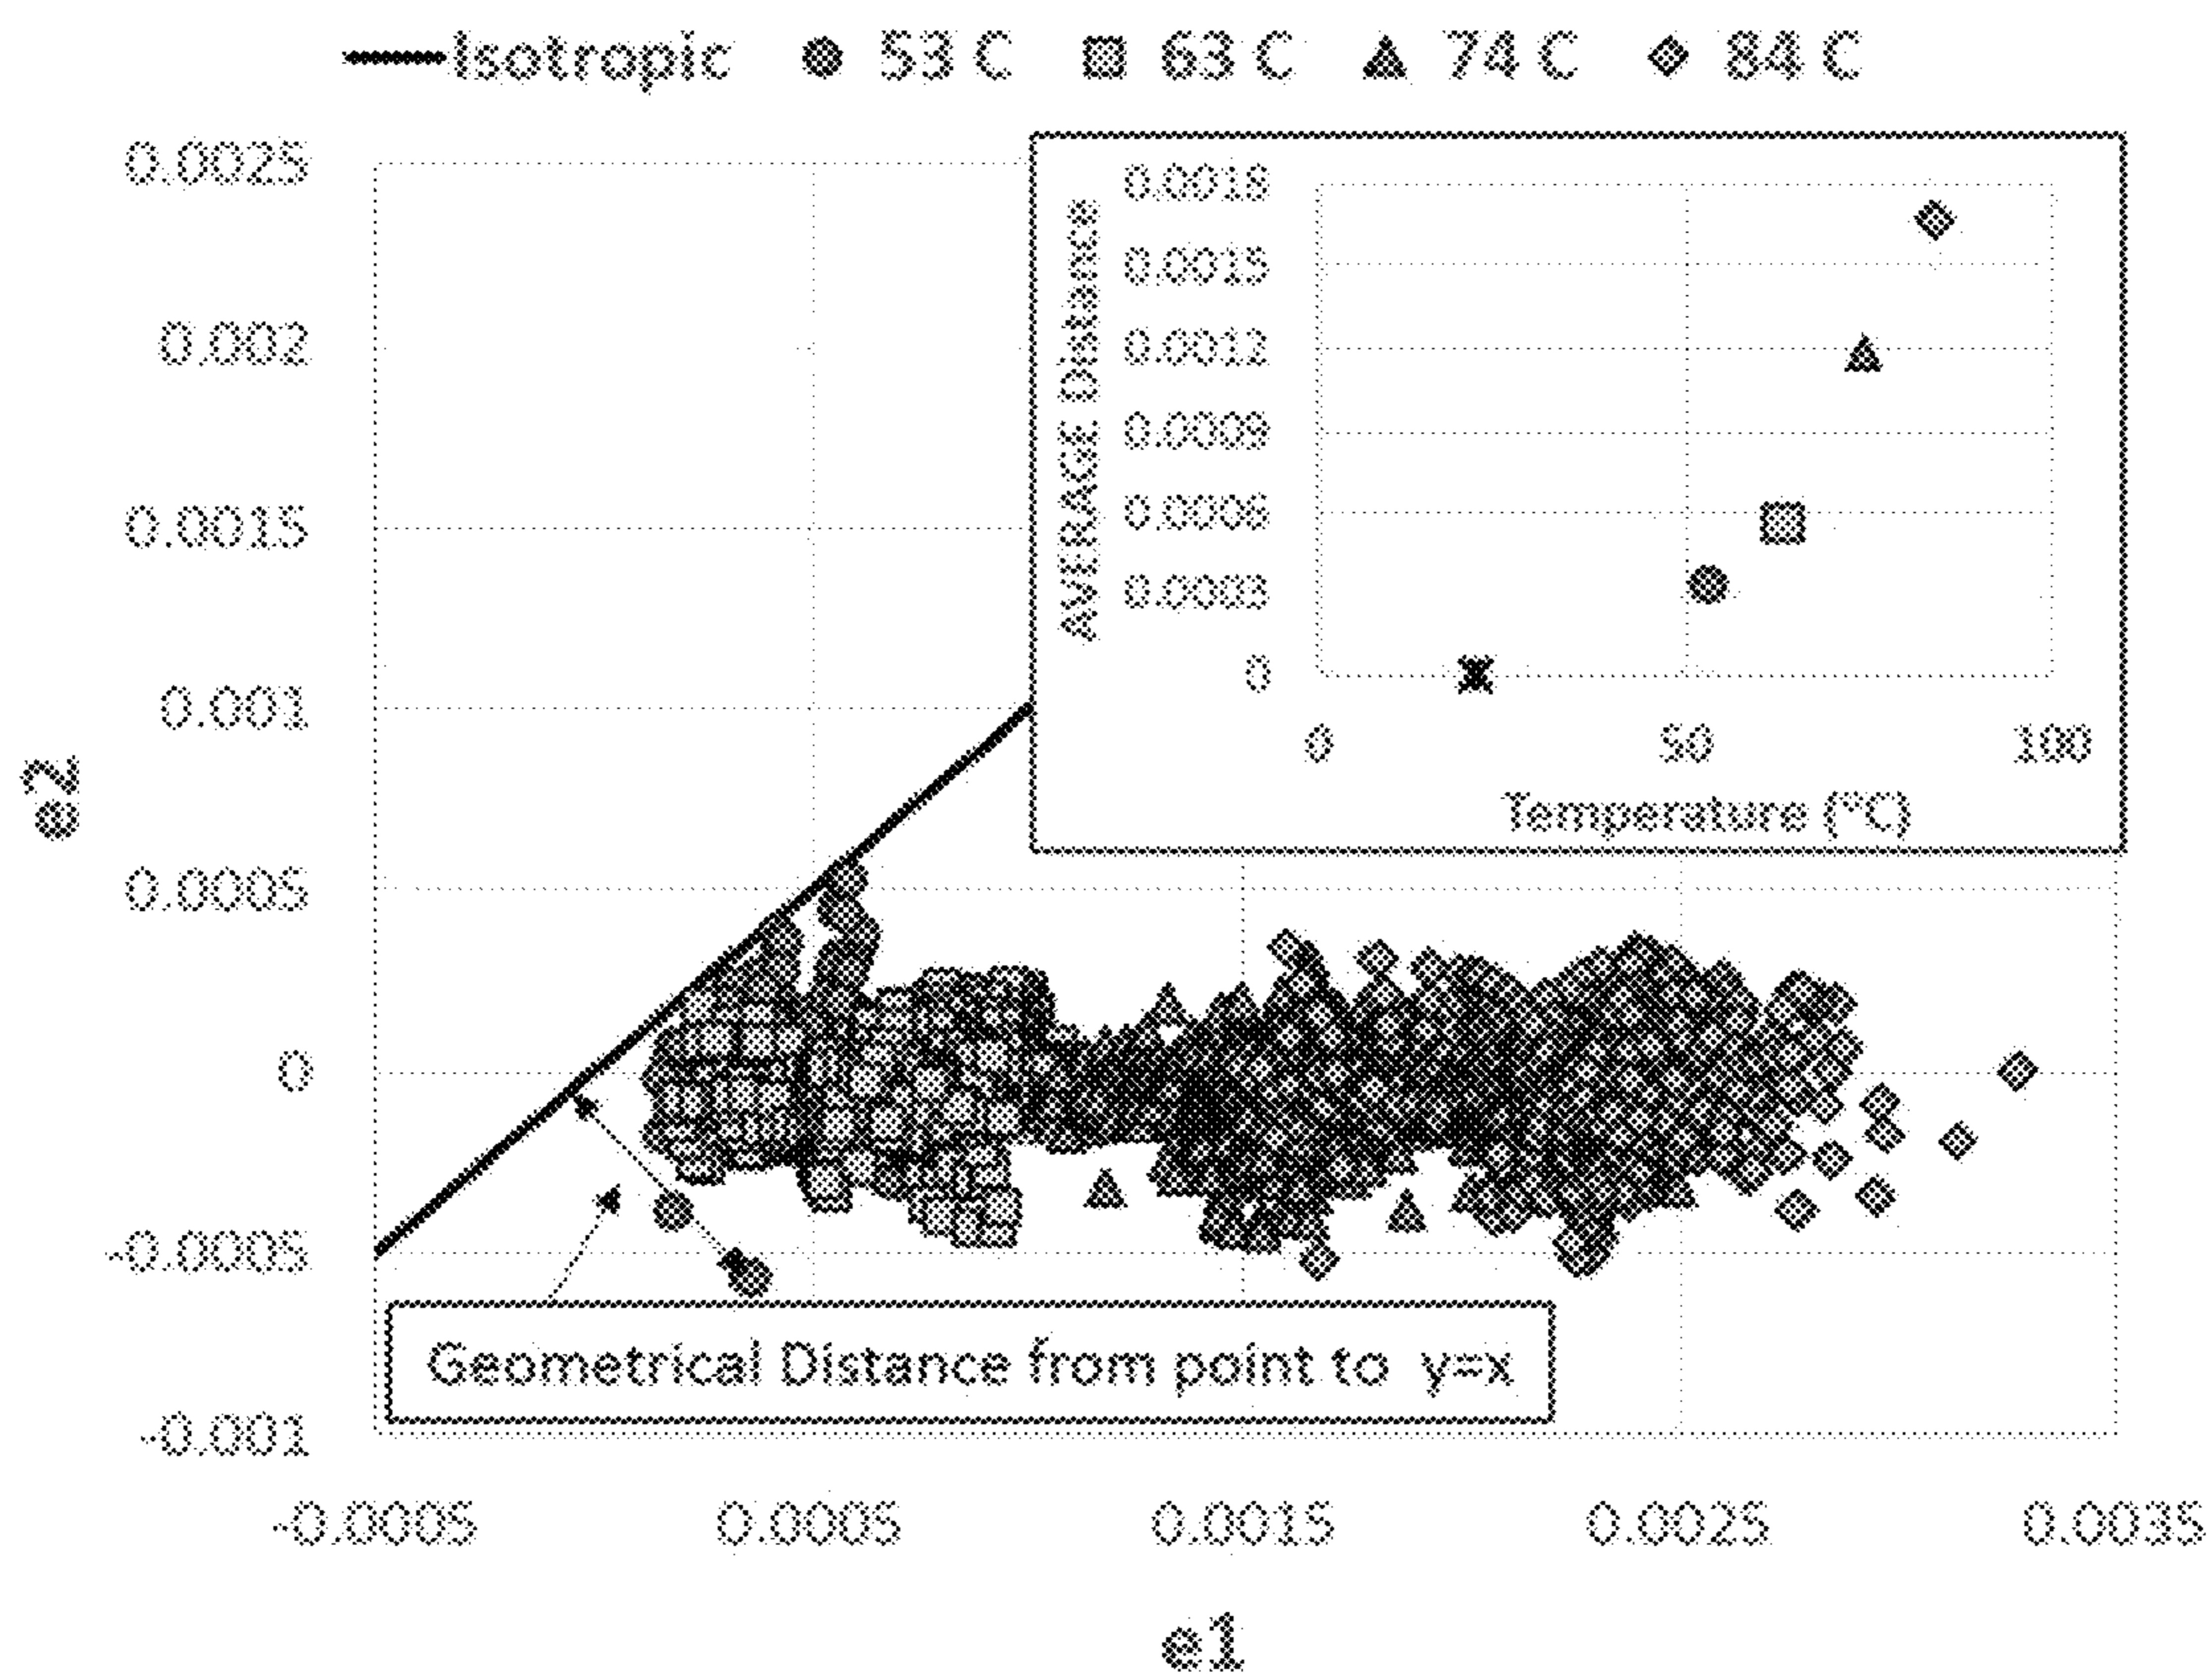 Isotropic 53 C 63 C 74 C 84 C
0.0025
0.002
0.0015
0.001
0.0005
0
-0.0005
-0.001
e2
-0.0005 0.0005 0.0015 0.0025 0.0035
e1
0.0018
0.0015
0.0012
0.0009
0.0006
0.0003
0
AVERAGE Distance
0 50 100
Temperature (°C)
Geometrical Distance from point to y=x